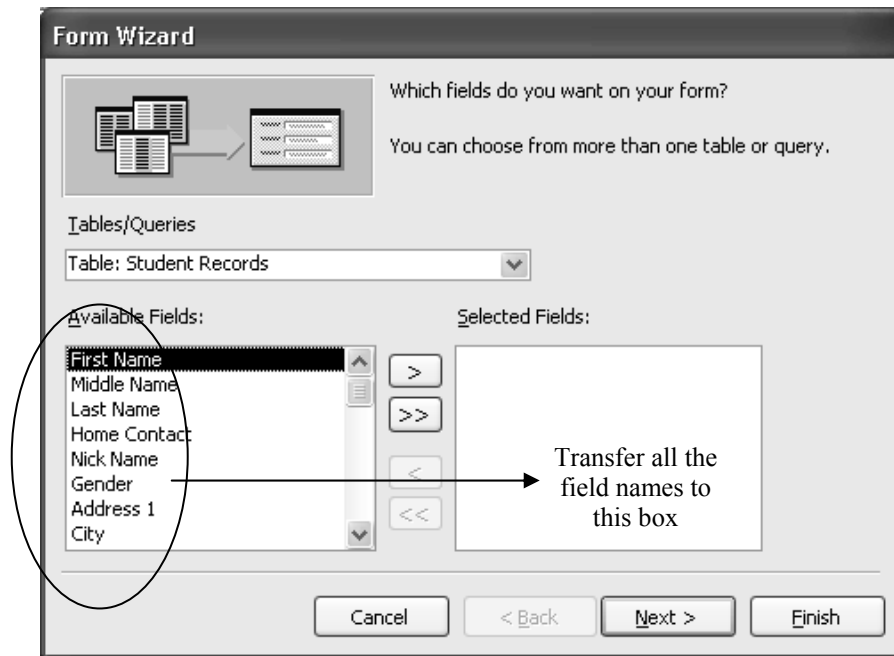 Form Wizard
Which fields do you want on your form?
You can choose from more than one table or query.
Tables/Queries
Table: Student Records
Available Fields:
Selected Fields:
First Name
Middle Name
Last Name
Home Contact
Nick Name
Gender
Address 1
City
>
>>
<
<<
Transfer all the
field names to
this box
Cancel
< Back
Next >
Finish